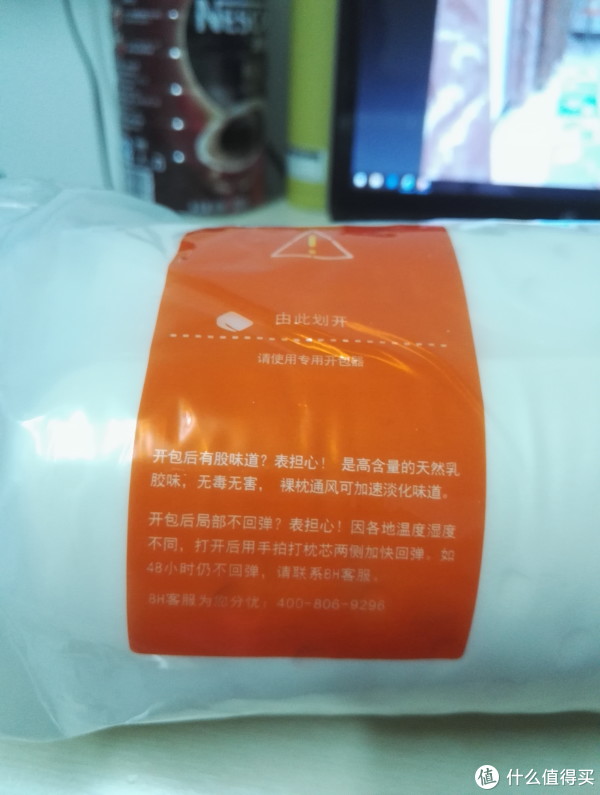 NESC
由此划开
请使用专用开包器
开包后有股味道？表担心！是高含量的天然乳
胶味，无毒无害，裸枕通风可加速淡化味道。
开包后局部不回弹？表担心！因各地温度湿度
不同，打开后用手拍打枕芯两侧加快回弹。如
48小时仍不回弹，请联系8H客服。
8H客服为您分忧：400-806-9296
值 什么值得买